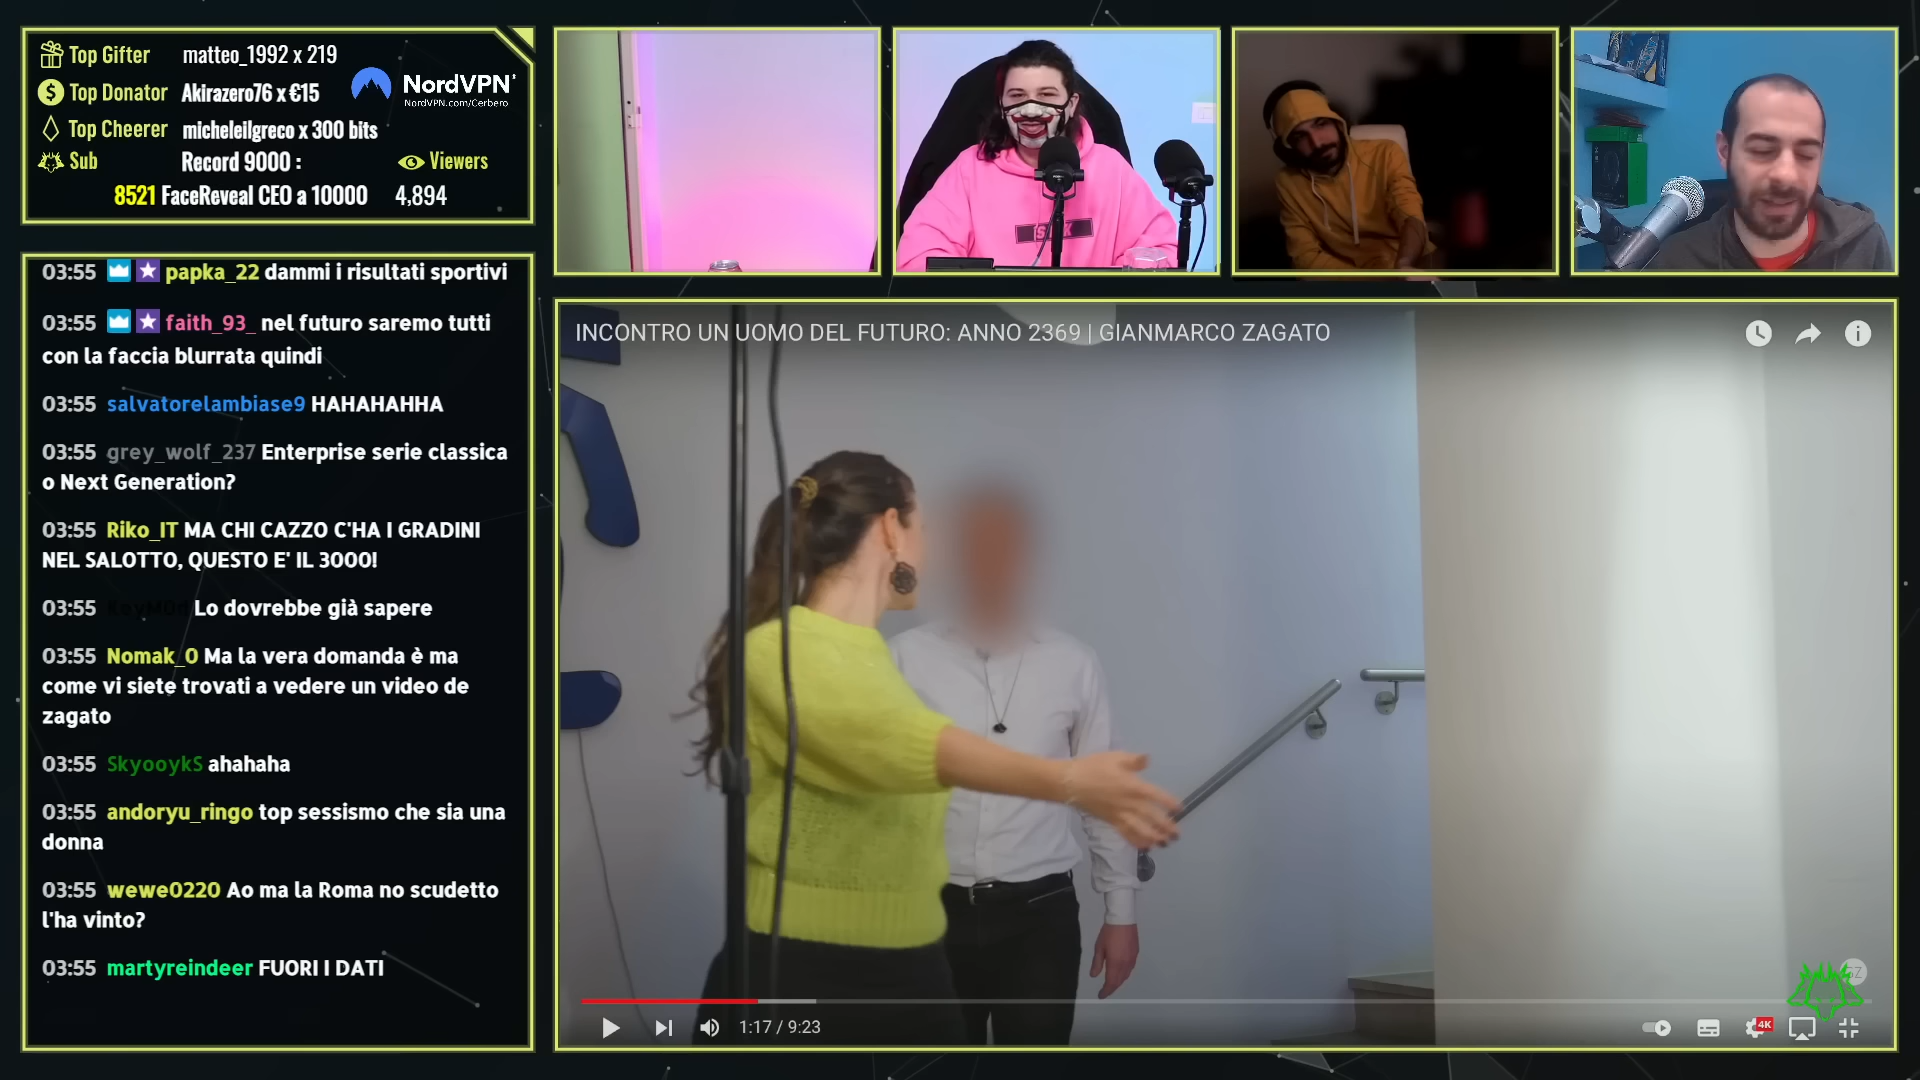 Top Gifter matteo_1992 x 219
Top Donator Akirazero76 x €15
Top Cheerer micheleilgreco x 300 bits
Sub Record 9000 : Viewers
8521 FaceReveal CEO a 10000 4,894
NordVPN
NordVPN.com/Cerbero
03:55 papka_22 dammi i risultati sportivi
03:55 faith_93_ nel futuro saremo tutti
con la faccia blurrata quindi
03:55 salvatorelambiase9 HAHAHAHHA
03:55 grey_wolf_237 Enterprise serie classica
o Next Generation?
03:55 Riko_IT MA CHI CAZZO C'HA I GRADINI
NEL SALOTTO, QUESTO E' IL 3000!
03:55 Lo dovrebbe già sapere
03:55 Nomak_0 Ma la vera domanda è ma
come vi siete trovati a vedere un video de
zagato
03:55 SkyooykS ahahaha
03:55 andoryu_ringo top sessismo che sia una
donna
03:55 wewe0220 Ao ma la Roma no scudetto
l'ha vinto?
03:55 martyreindeer FUORI I DATI
INCONTRO UN UOMO DEL FUTURO: ANNO 2369 | GIANMARCO ZAGATO
1:17 / 9:23
4K